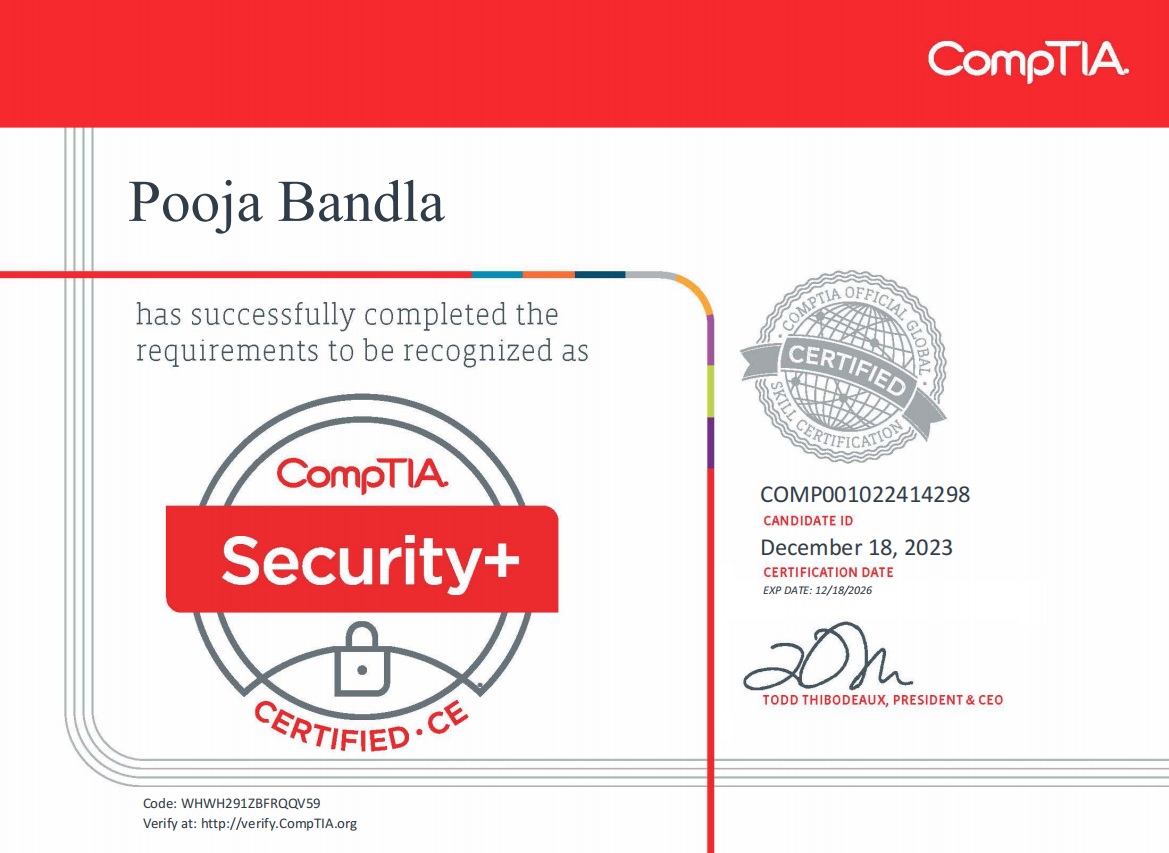 CompTIA.
Pooja Bandla
has successfully completed the
requirements to be recognized as
CompTIA.
Security+
CERTIFIED · CE
COMPTIA OFFICIAL GLOBAL
CERTIFIED
SKILL CERTIFICATION
COMP001022414298
CANDIDATE ID
December 18, 2023
CERTIFICATION DATE
EXP DATE: 12/18/2026
TODD THIBODEAUX, PRESIDENT & CEO
Code: WHWH291ZBFRQQV59
Verify at: http://verify.CompTIA.org